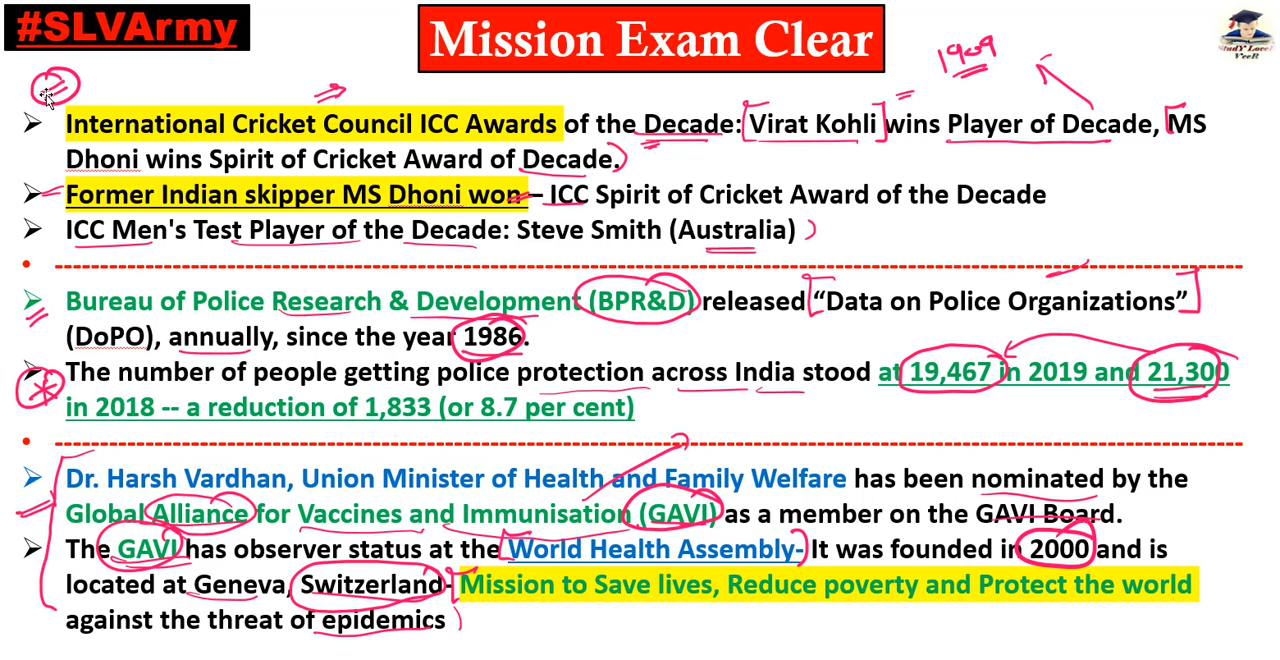 #SLVArmy
Mission Exam Clear
StudY Lover
VeeR
1909
➢ International Cricket Council ICC Awards of the Decade: Virat Kohli wins Player of Decade, MS
Dhoni wins Spirit of Cricket Award of Decade.
➢ Former Indian skipper MS Dhoni won – ICC Spirit of Cricket Award of the Decade
➢ ICC Men's Test Player of the Decade: Steve Smith (Australia)
• ----------------------------------------------------------------
➢ Bureau of Police Research & Development (BPR&D) released “Data on Police Organizations”
(DoPO), annually, since the year 1986.
➢ The number of people getting police protection across India stood at 19,467 in 2019 and 21,300
in 2018 -- a reduction of 1,833 (or 8.7 per cent)
• ----------------------------------------------------------------
➢ Dr. Harsh Vardhan, Union Minister of Health and Family Welfare has been nominated by the
Global Alliance for Vaccines and Immunisation (GAVI) as a member on the GAVI Board.
➢ The GAVI has observer status at the World Health Assembly- It was founded in 2000 and is
located at Geneva, Switzerland- Mission to Save lives, Reduce poverty and Protect the world
against the threat of epidemics